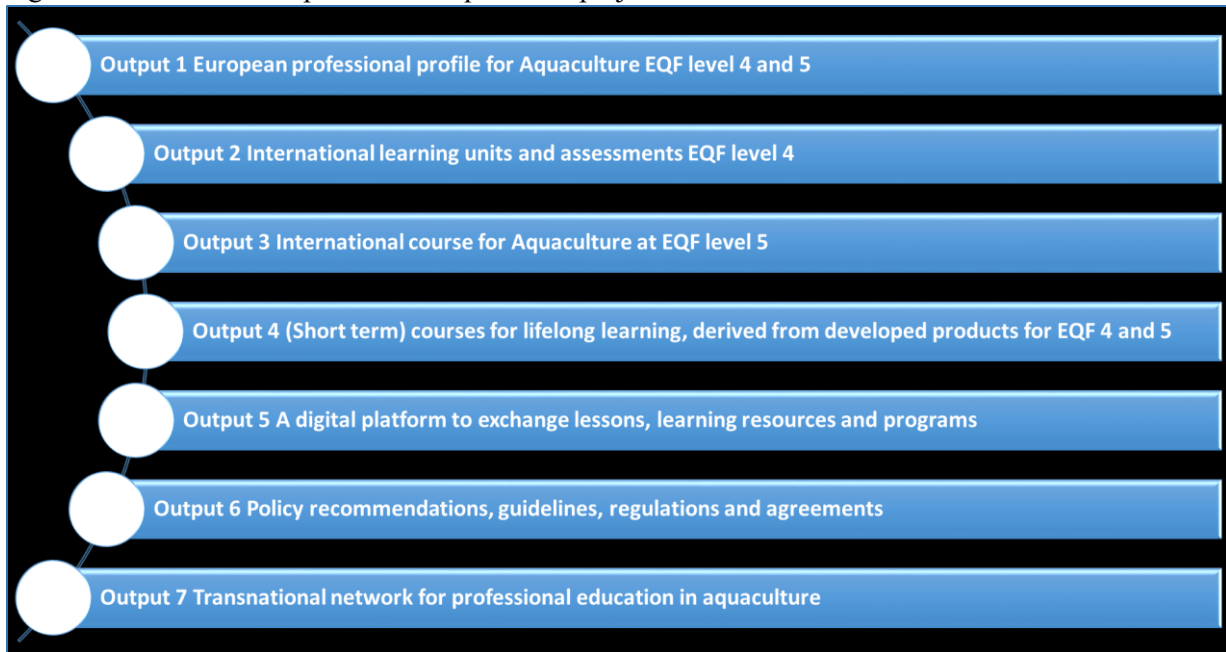 Output 1 European professional profile for Aquaculture EQF level 4 and 5
Output 2 International learning units and assessments EQF level 4
Output 3 International course for Aquaculture at EQF level 5
Output 4 (Short term) courses for lifelong learning, derived from developed products for EQF 4 and 5
Output 5 A digital platform to exchange lessons, learning resources and programs
Output 6 Policy recommendations, guidelines, regulations and agreements
Output 7 Transnational network for professional education in aquaculture